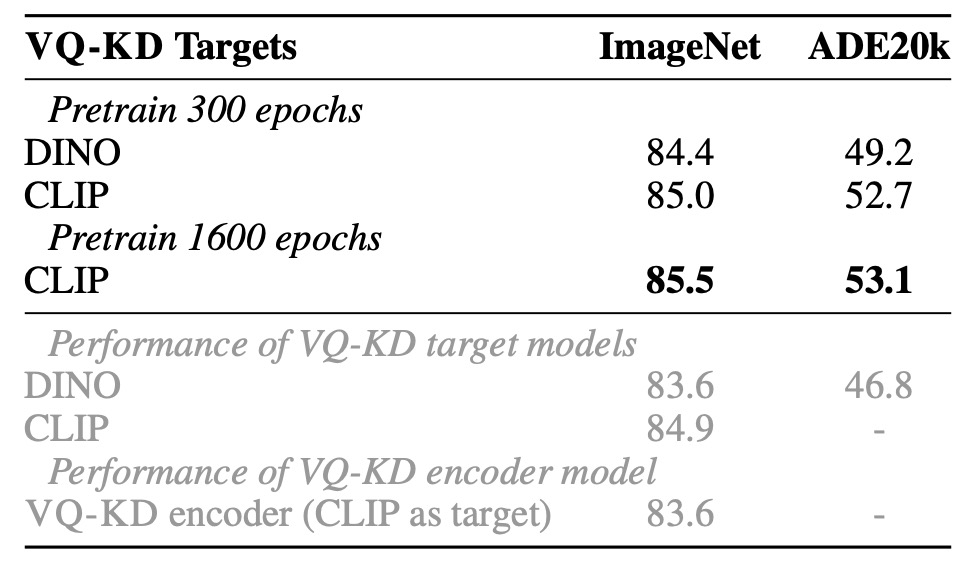 VQ-KD Targets ImageNet ADE20k
Pretrain 300 epochs
DINO 84.4 49.2
CLIP 85.0 52.7
Pretrain 1600 epochs
CLIP 85.5 53.1
Performance of VQ-KD target models
DINO 83.6 46.8
CLIP 84.9 -
Performance of VQ-KD encoder model
VQ-KD encoder (CLIP as target) 83.6 -